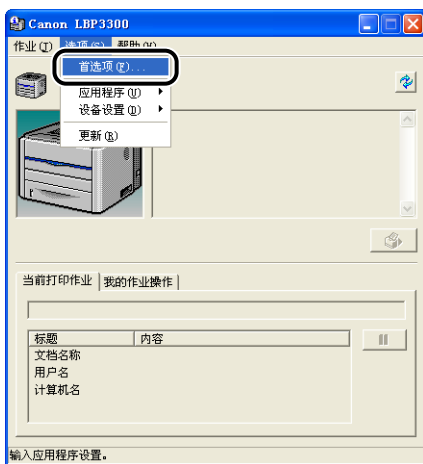 Canon LBP3300
作业(J) 选项(S) 帮助(H)
首选项(P)...
应用程序(U)
设备设置(D)
更新(R)
当前打印作业 我的作业操作
标题 内容
文档名称
用户名
计算机名
输入应用程序设置。